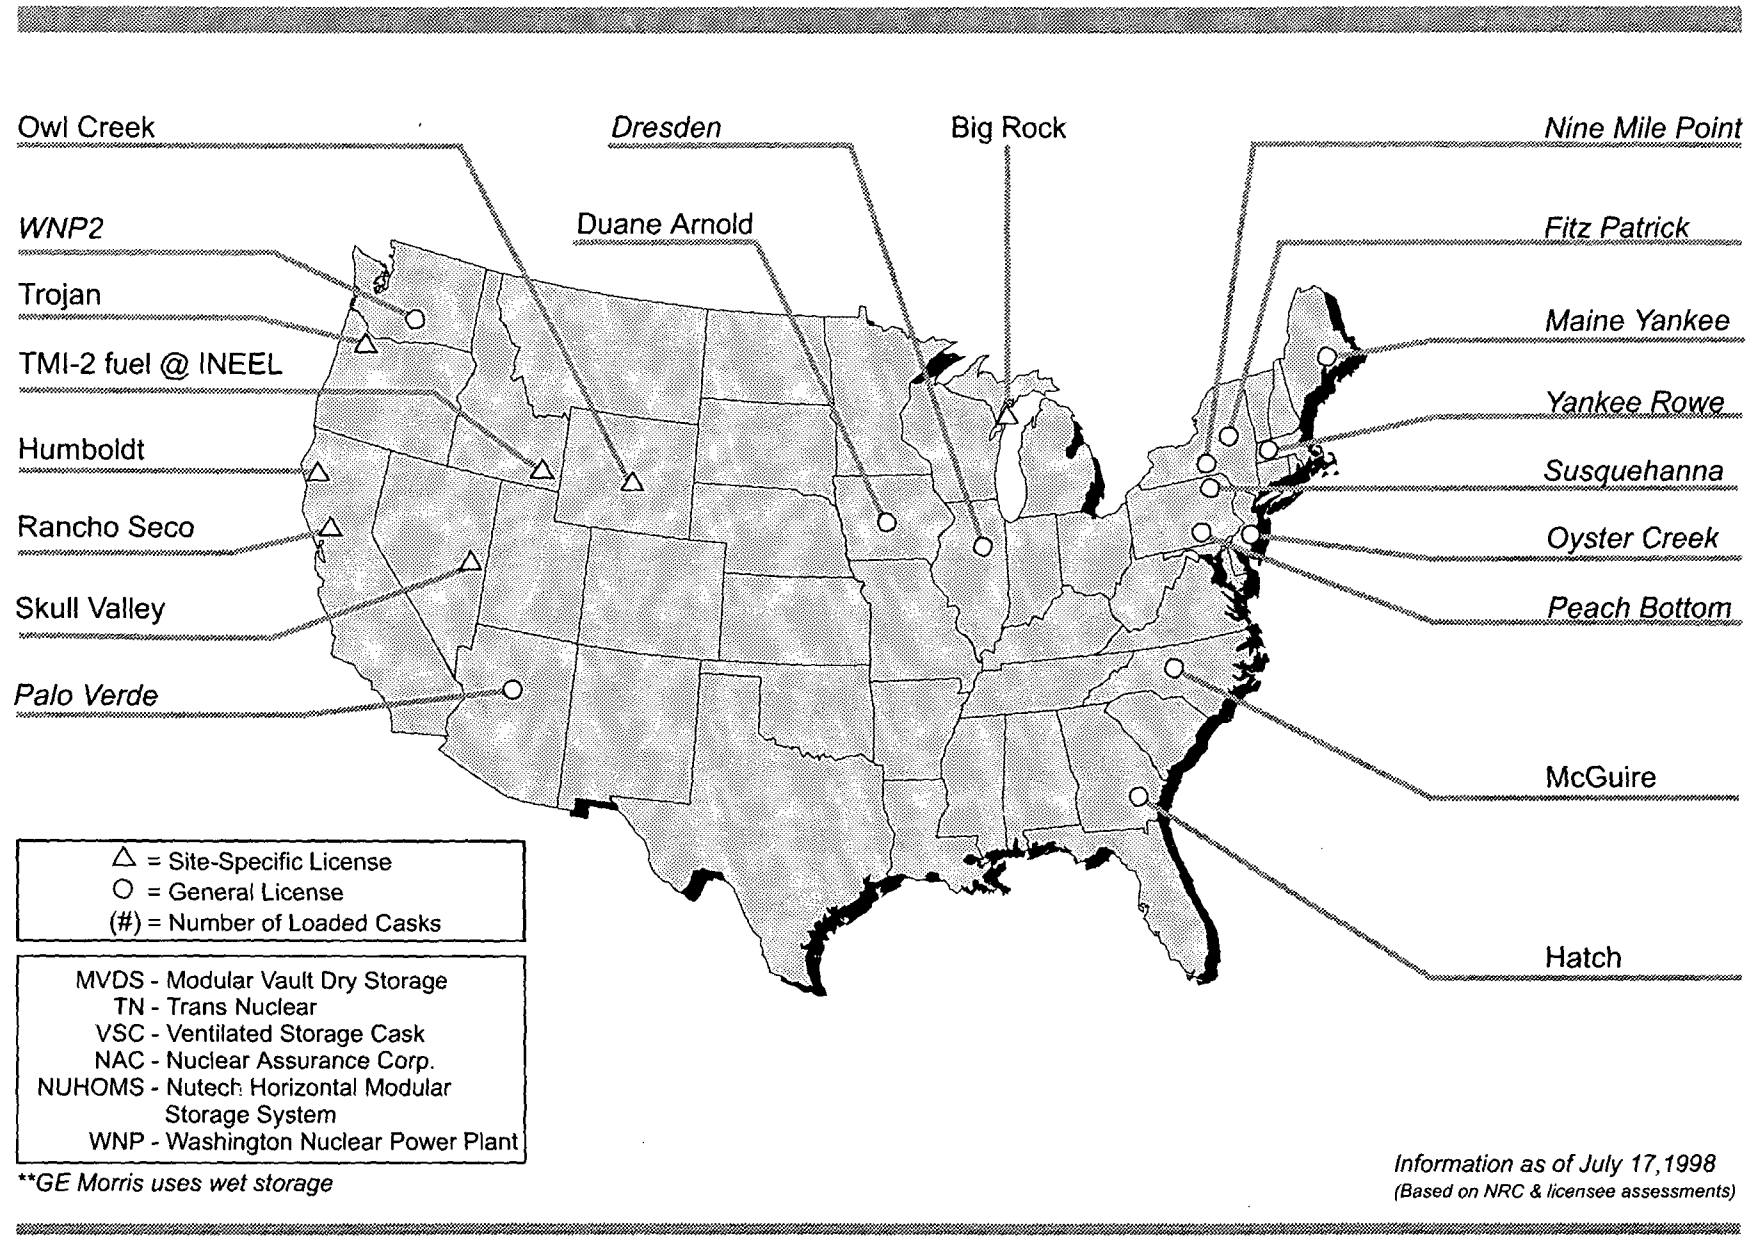 Owl Creek
Dresden
Big Rock
Nine Mile Point
WNP2
Duane Arnold
Fitz Patrick
Trojan
Maine Yankee
TMI-2 fuel @ INEEL
Yankee Rowe
Humboldt
Susquehanna
Rancho Seco
Oyster Creek
Skull Valley
Peach Bottom
Palo Verde
McGuire
Hatch
△ = Site-Specific License
○ = General License
(#) = Number of Loaded Casks
MVDS - Modular Vault Dry Storage
TN - Trans Nuclear
VSC - Ventilated Storage Cask
NAC - Nuclear Assurance Corp.
NUHOMS - Nutech Horizontal Modular
Storage System
WNP - Washington Nuclear Power Plant
**GE Morris uses wet storage
Information as of July 17,1998
(Based on NRC & licensee assessments)